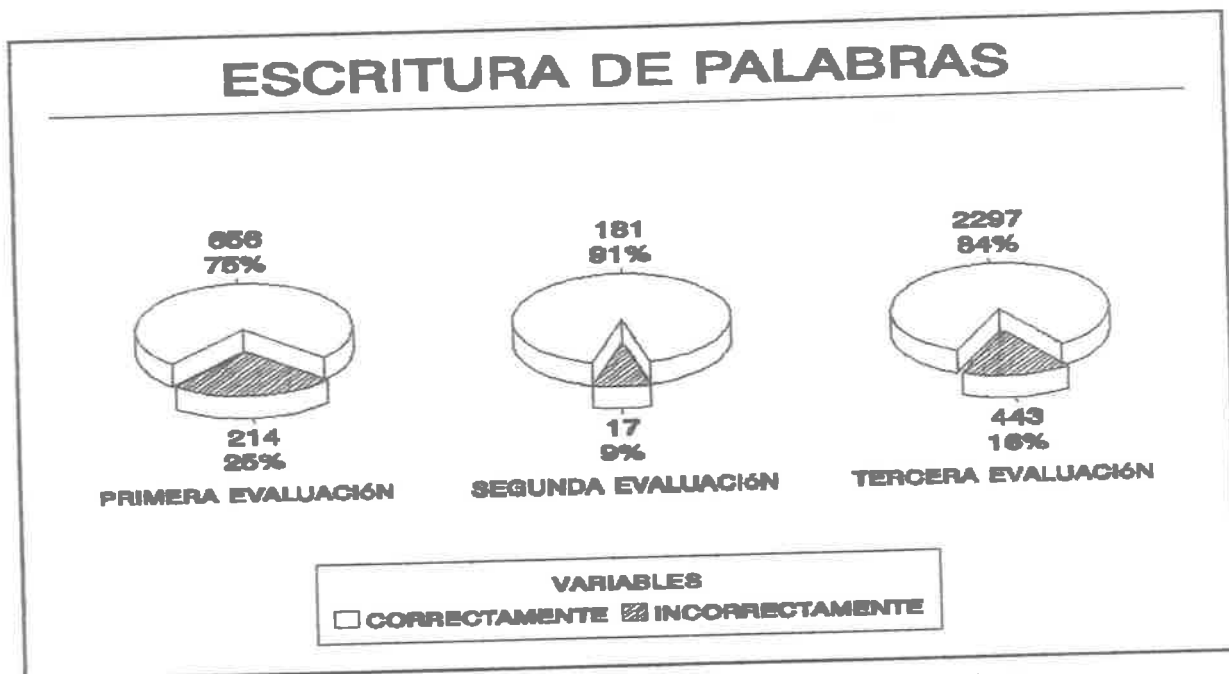 ESCRITURA DE PALABRAS
656
75%
181
91%
2297
84%
214
25%
17
9%
443
16%
PRIMERA EVALUACIÓN
SEGUNDA EVALUACIÓN
TERCERA EVALUACIÓN
VARIABLES
CORRECTAMENTE INCORRECTAMENTE